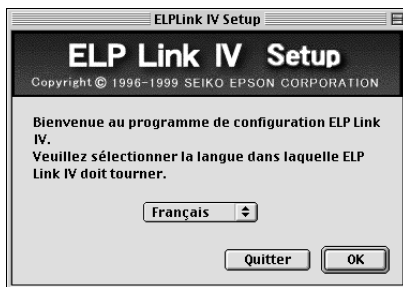 ELPLink IV Setup
ELP Link IV Setup
Copyright © 1996-1999 SEIKO EPSON CORPORATION
Bienvenue au programme de configuration ELP Link
IV.
Veuillez sélectionner la langue dans laquelle ELP
Link IV doit tourner.
Français
Quitter
OK